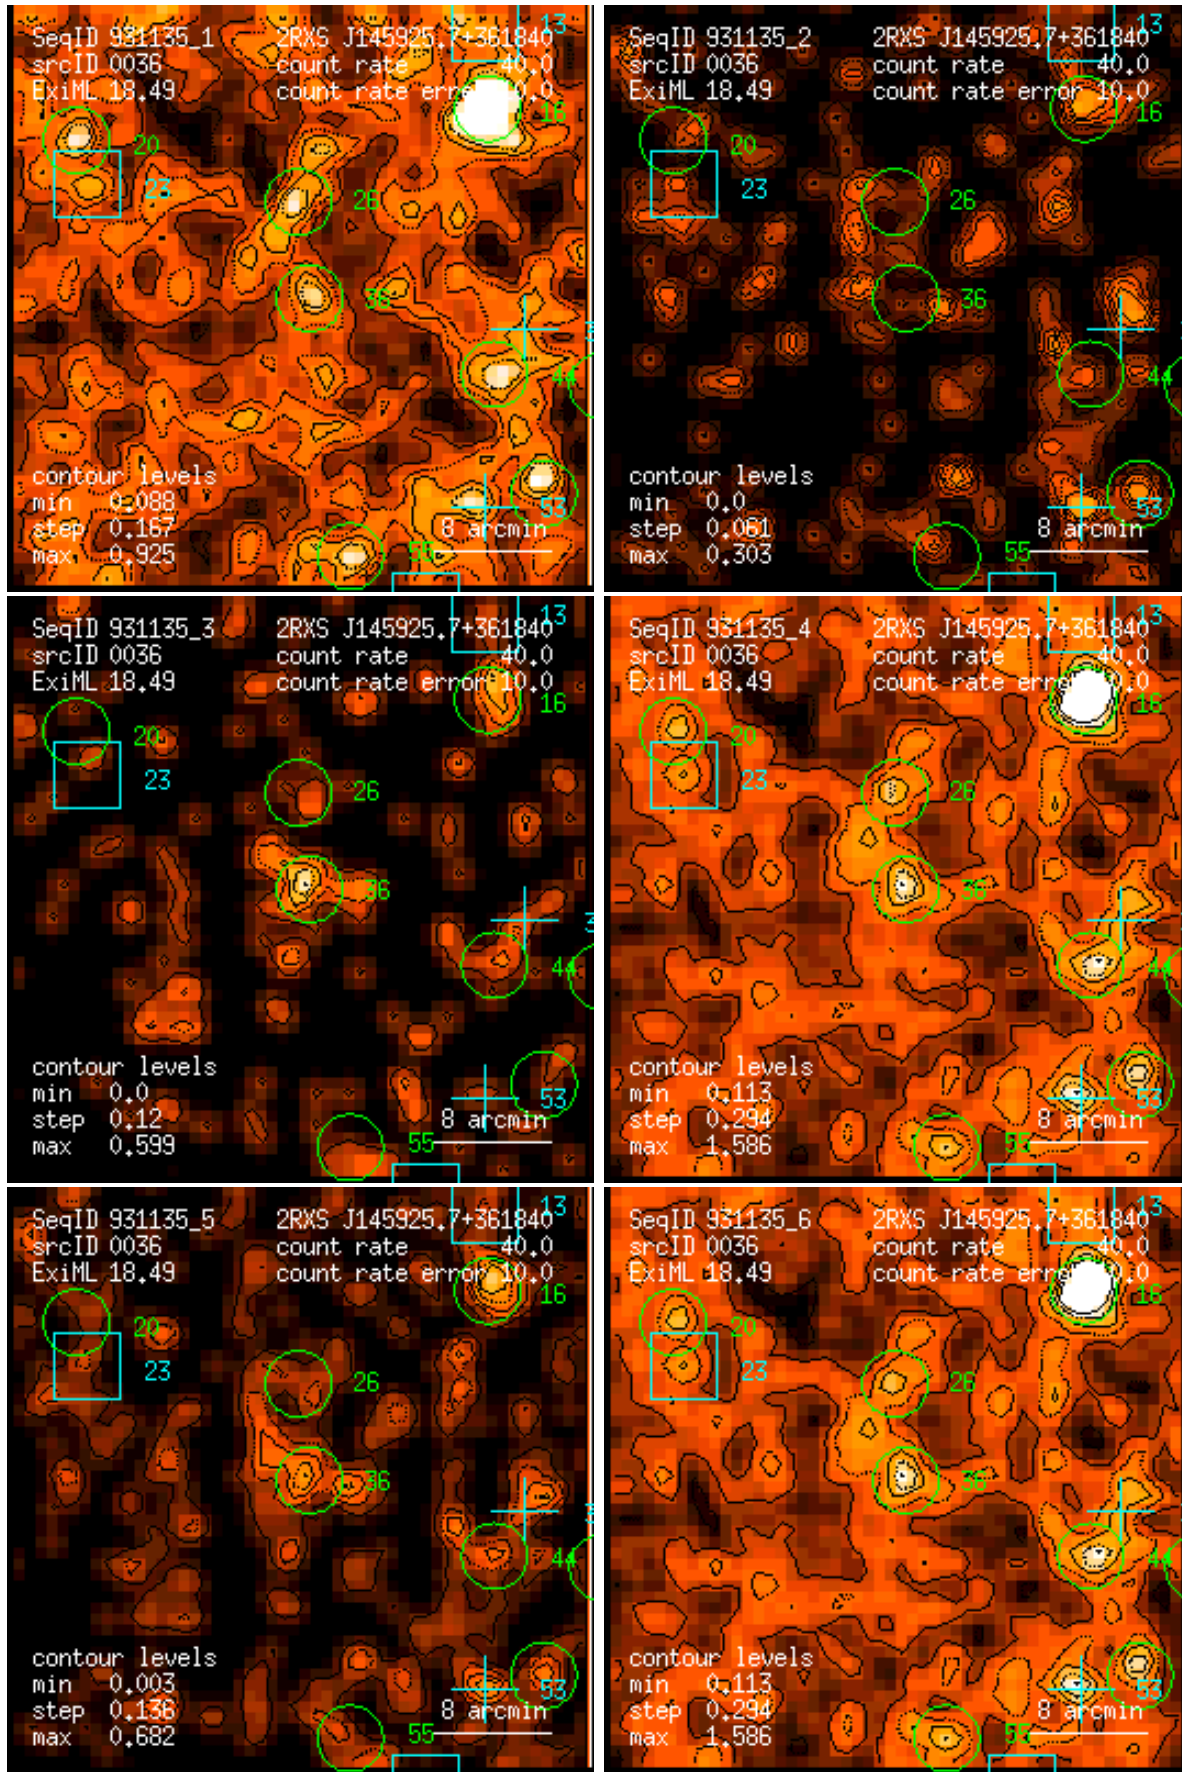 SeqID 931135_1 2RXS J145925.7+361840 13
srcID 0036 count rate 40.0
ExiML 18.49 count rate error 10.0
16
20
23
26
36
44
contour levels
min 0.088
step 0.167 8 arcmin 53
max 0.925 55
SeqID 931135_2 2RXS J145925.7+361840 13
srcID 0036 count rate 40.0
ExiML 18.49 count rate error 10.0
16
20
23
26
36
44
contour levels
min 0.0
step 0.061 8 arcmin 53
max 0.303 55
SeqID 931135_3 2RXS J145925.7+361840 13
srcID 0036 count rate 40.0
ExiML 18.49 count rate error 10.0
16
20
23
26
36
44
contour levels
min 0.0
step 0.12 8 arcmin 53
max 0.599 55
SeqID 931135_4 2RXS J145925.7+361840 13
srcID 0036 count rate 40.0
ExiML 18.49 count rate error 10.0
16
20
23
26
36
44
contour levels
min 0.113
step 0.294 8 arcmin 53
max 1.586 55
SeqID 931135_5 2RXS J145925.7+361840 13
srcID 0036 count rate 40.0
ExiML 18.49 count rate error 10.0
16
20
23
26
36
44
contour levels
min 0.003
step 0.136 8 arcmin 53
max 0.682 55
SeqID 931135_6 2RXS J145925.7+361840 13
srcID 0036 count rate 40.0
ExiML 18.49 count rate error 10.0
16
20
23
26
36
44
contour levels
min 0.113
step 0.294 8 arcmin 53
max 1.586 55